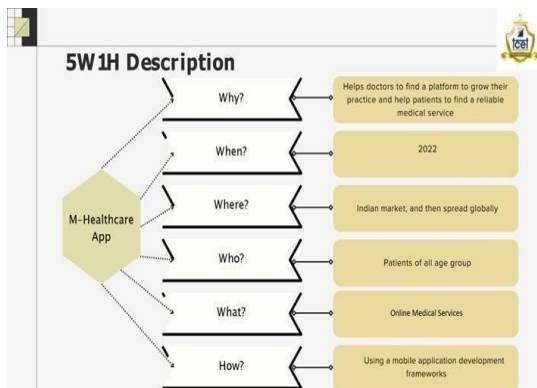 tcet
5W1H Description
Why?
Helps doctors to find a platform to grow their
practice and help patients to find a reliable
medical service
When?
2022
Where?
Indian market, and then spread globally
M-Healthcare
App
Who?
Patients of all age group
What?
Online Medical Services
How?
Using a mobile application development
frameworks